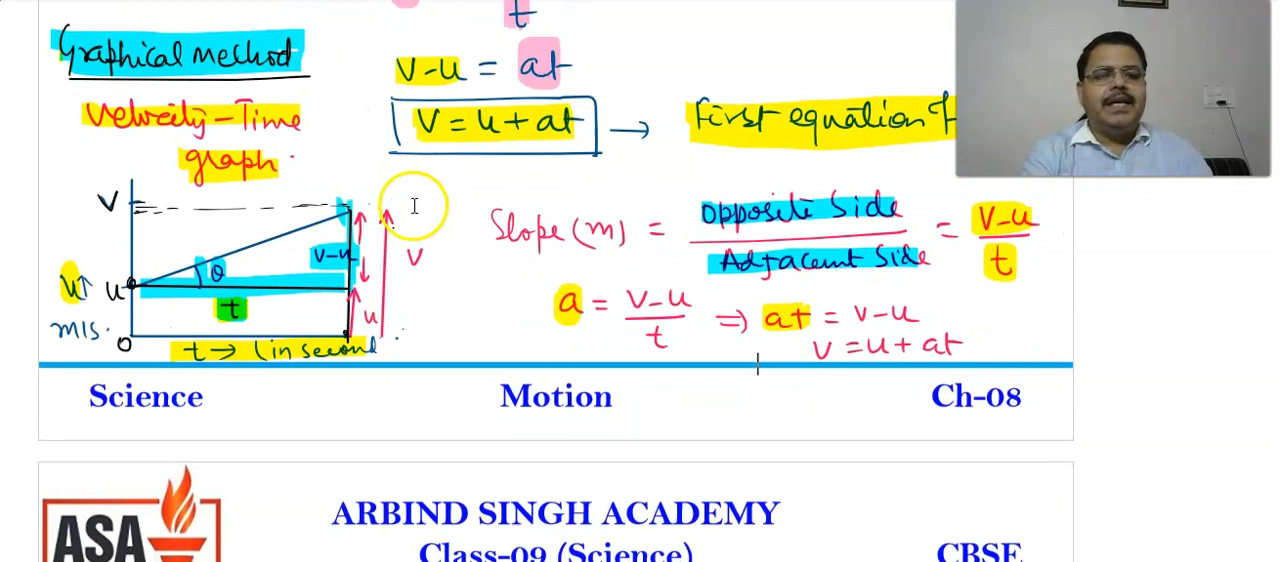 t
Graphical method
v-u = at
Velocity-Time
graph.
v = u + at → First equation of
v
v-u
θ
v
Slope (m) = Opposite Side / Adjacent Side = v-u / t
u↑
u
t
u
m/s.
a = v-u / t ⇒ at = v-u
v = u + at
0
t → (in second
Science Motion Ch-08
ASA
ARBIND SINGH ACADEMY
Class-09 (Science) CBSE